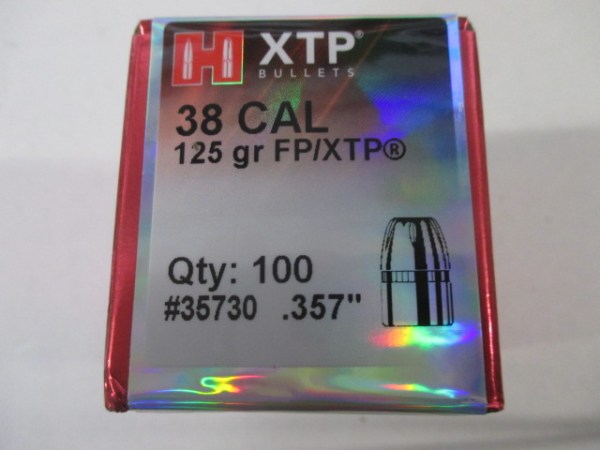 H XTP®
BULLETS
38 CAL
125 gr FP/XTP®
Qty: 100
#35730 .357"